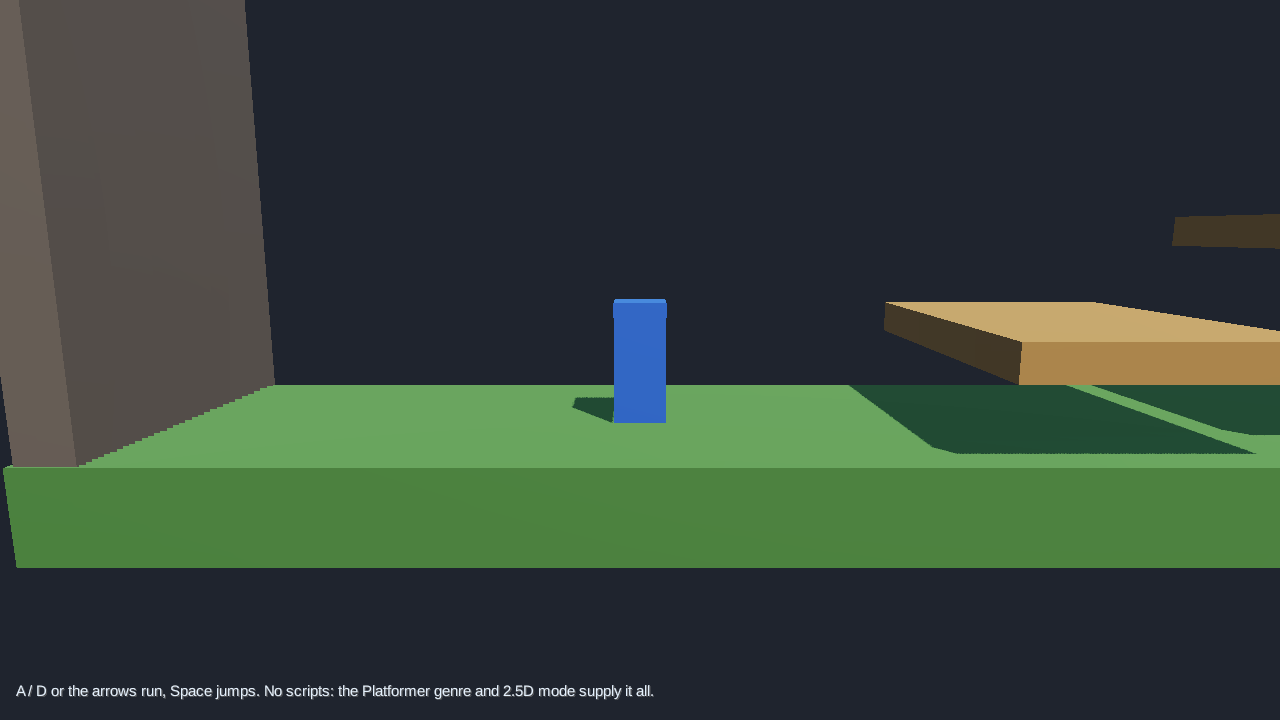 A / D or the arrows run, Space jumps. No scripts: the Platformer genre and 2.5D mode supply it all.